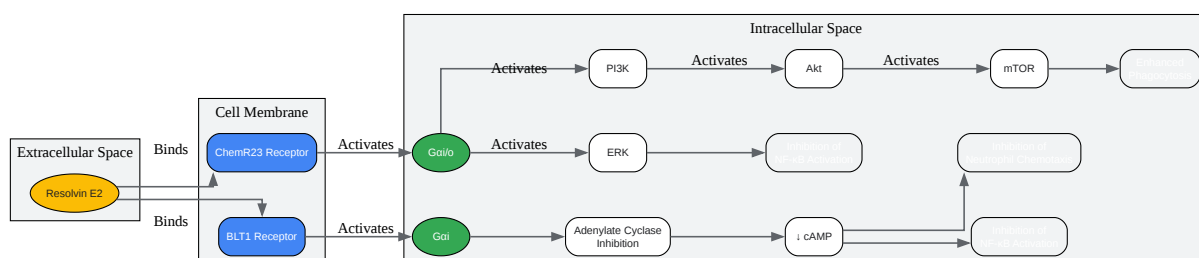 Intracellular Space
Activates
PI3K
Activates
Akt
Activates
mTOR
Enhanced
Phagocytosis
Cell Membrane
Extracellular Space
Binds
ChemR23 Receptor
Activates
Gαi/o
Activates
ERK
Inhibition of
NF-κB Activation
Inhibition of
Neutrophil Chemotaxis
Resolvin E2
Binds
BLT1 Receptor
Activates
Gαi
Adenylate Cyclase
Inhibition
↓ cAMP
Inhibition of
NF-κB Activation